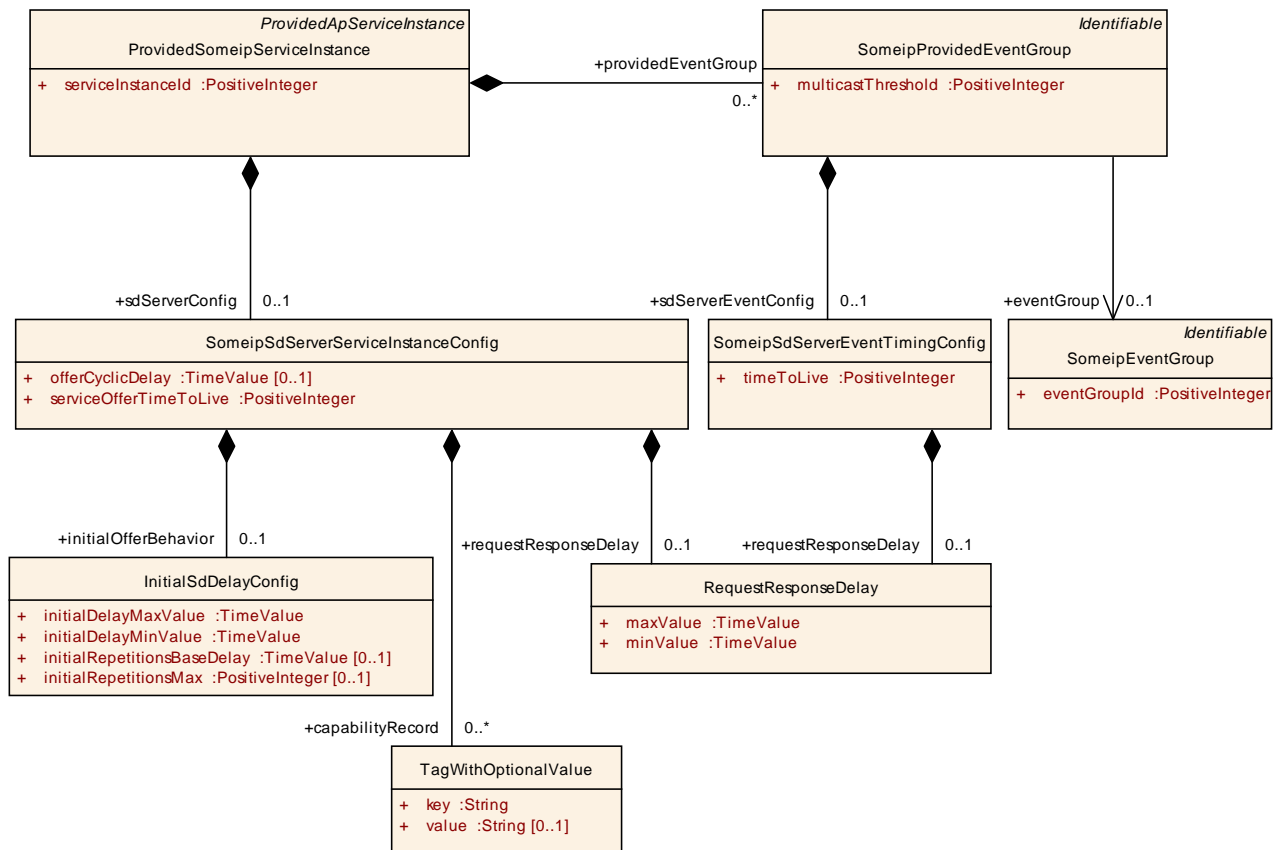 ProvidedApServiceInstance
ProvidedSomeipServiceInstance
+ serviceInstanceId :PositiveInteger
+providedEventGroup
0..*
Identifiable
SomeipProvidedEventGroup
+ multicastThreshold :PositiveInteger
+sdServerConfig 0..1
+sdServerEventConfig 0..1
+eventGroup 0..1
SomeipSdServerServiceInstanceConfig
+ offerCyclicDelay :TimeValue [0..1]
+ serviceOfferTimeToLive :PositiveInteger
SomeipSdServerEventTimingConfig
+ timeToLive :PositiveInteger
Identifiable
SomeipEventGroup
+ eventGroupId :PositiveInteger
+initialOfferBehavior 0..1
+requestResponseDelay 0..1
+requestResponseDelay 0..1
InitialSdDelayConfig
+ initialDelayMaxValue :TimeValue
+ initialDelayMinValue :TimeValue
+ initialRepetitionsBaseDelay :TimeValue [0..1]
+ initialRepetitionsMax :PositiveInteger [0..1]
RequestResponseDelay
+ maxValue :TimeValue
+ minValue :TimeValue
+capabilityRecord 0..*
TagWithOptionalValue
+ key :String
+ value :String [0..1]